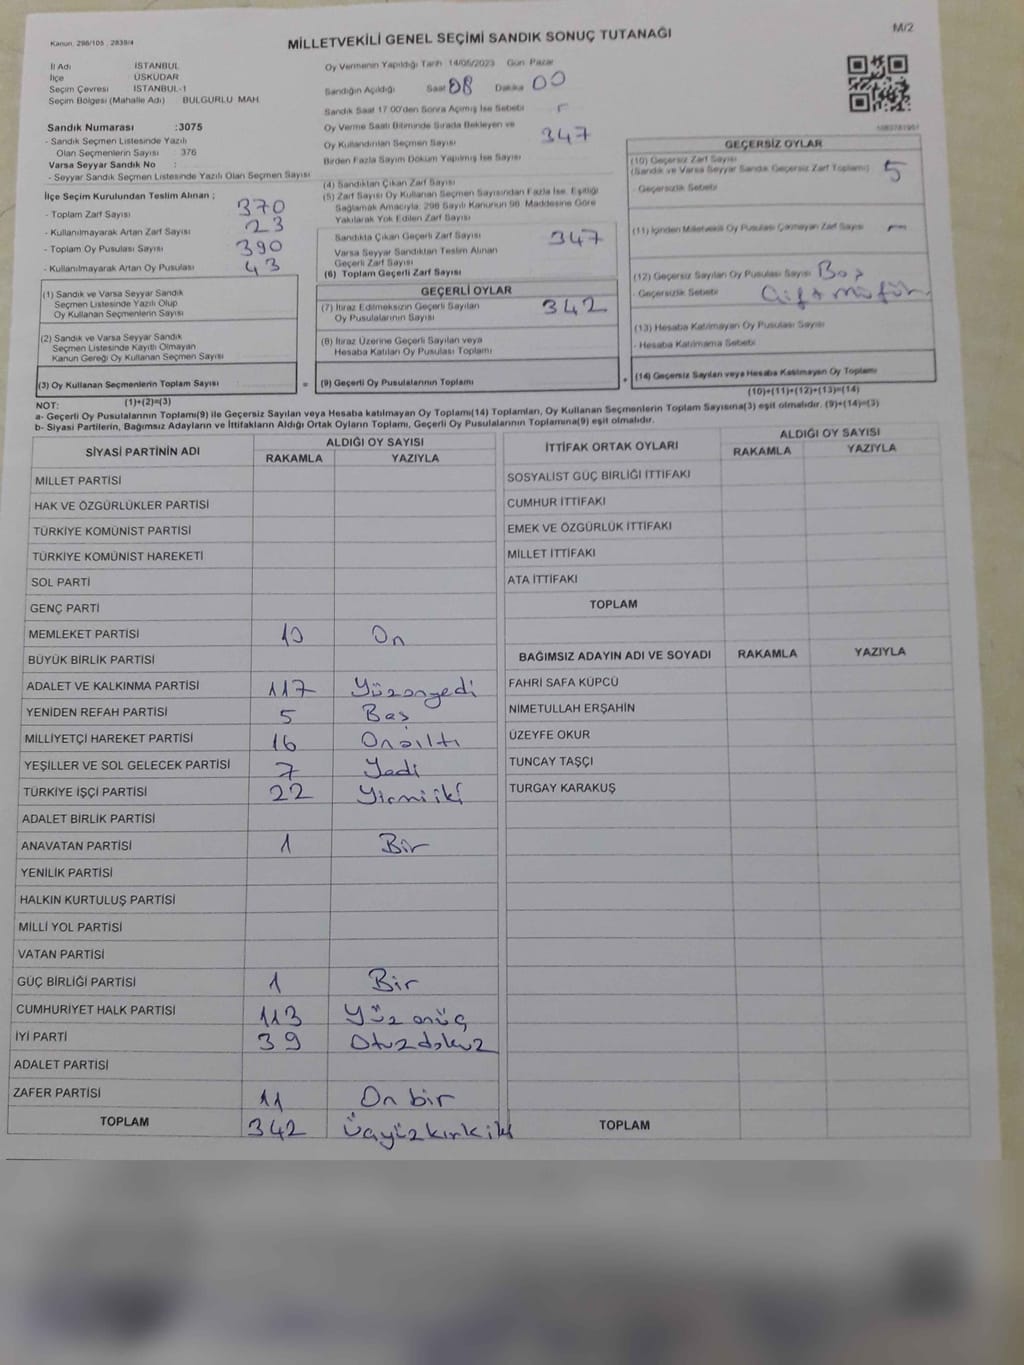 Kanun, 298/105 , 2839/4
MİLLETVEKİLİ GENEL SEÇİMİ SANDIK SONUÇ TUTANAĞI
M/2
İl Adı : İSTANBUL
İlçe : ÜSKÜDAR
Seçim Çevresi : İSTANBUL-1
Seçim Bölgesi (Mahalle Adı) : BULGURLU MAH.
Sandık Numarası :3075
- Sandık Seçmen Listesinde Yazılı
Olan Seçmenlerin Sayısı : 376
Varsa Seyyar Sandık No :
- Seyyar Sandık Seçmen Listesinde Yazılı Olan Seçmen Sayısı :
İlçe Seçim Kurulundan Teslim Alınan ;
- Toplam Zarf Sayısı 370
- Kullanılmayarak Artan Zarf Sayısı 23
- Toplam Oy Pusulası Sayısı 390
- Kullanılmayarak Artan Oy Pusulası 43
(1) Sandık ve Varsa Seyyar Sandık
Seçmen Listesinde Yazılı Olup
Oy Kullanan Seçmenlerin Sayısı
(2) Sandık ve Varsa Seyyar Sandık
Seçmen Listesinde Kayıtlı Olmayan
Kanun Gereği Oy Kullanan Seçmen Sayısı
(3) Oy Kullanan Seçmenlerin Toplam Sayısı
(1)+(2)=(3)
Oy Vermenin Yapıldığı Tarih 14/05/2023 Gün Pazar
Sandığın Açıldığı Saat 08 Dakika 00
Sandık Saat 17.00'den Sonra Açılmış İse Sebebi
Oy Verme Saati Bitiminde Sırada Bekleyen ve
Oy Kullandırılan Seçmen Sayısı 347
Birden Fazla Sayım Döküm Yapılmış İse Sayısı
(4) Sandıktan Çıkan Zarf Sayısı
(5) Zarf Sayısı Oy Kullanan Seçmen Sayısından Fazla İse, Eşitliği
Sağlamak Amacıyla, 298 Sayılı Kanunun 98. Maddesine Göre
Yakılarak Yok Edilen Zarf Sayısı
Sandıkta Çıkan Geçerli Zarf Sayısı 347
Varsa Seyyar Sandıktan Teslim Alınan
Geçerli Zarf Sayısı
(6) Toplam Geçerli Zarf Sayısı
GEÇERLİ OYLAR
(7) İtiraz Edilmeksizin Geçerli Sayılan
Oy Pusulalarının Sayısı 342
(8) İtiraz Üzerine Geçerli Sayılan veya
Hesaba Katılan Oy Pusulası Toplamı
= (9) Geçerli Oy Pusulalarının Toplamı +
GEÇERSİZ OYLAR
(10) Geçersiz Zarf Sayısı
(Sandık ve Varsa Seyyar Sandık Geçersiz Zarf Toplamı) 5
- Geçersizlik Sebebi
(11) İçinden Milletvekili Oy Pusulası Çıkmayan Zarf Sayısı —
(12) Geçersiz Sayılan Oy Pusulası Sayısı Boş
- Geçersizlik Sebebi Çift mühür
(13) Hesaba Katılmayan Oy Pusulası Sayısı
- Hesaba Katılmama Sebebi
(14) Geçersiz Sayılan veya Hesaba Katılmayan Oy Toplamı
(10)+(11)+(12)+(13)=(14)
NOT:
a- Geçerli Oy Pusulalarının Toplamı(9) ile Geçersiz Sayılan veya Hesaba katılmayan Oy Toplamı(14) Toplamları, Oy Kullanan Seçmenlerin Toplam Sayısına(3) eşit olmalıdır. (9)+(14)=(3)
b- Siyasi Partilerin, Bağımsız Adayların ve İttifakların Aldığı Ortak Oyların Toplamı, Geçerli Oy Pusulalarının Toplamına(9) eşit olmalıdır.
SİYASİ PARTİNİN ADI ALDIĞI OY SAYISI
RAKAMLA YAZIYLA
MİLLET PARTİSİ
HAK VE ÖZGÜRLÜKLER PARTİSİ
TÜRKİYE KOMÜNİST PARTİSİ
TÜRKİYE KOMÜNİST HAREKETİ
SOL PARTİ
GENÇ PARTİ
MEMLEKET PARTİSİ 10 On
BÜYÜK BİRLİK PARTİSİ
ADALET VE KALKINMA PARTİSİ 117 Yüzonyedi
YENİDEN REFAH PARTİSİ 5 Beş
MİLLİYETÇİ HAREKET PARTİSİ 16 Onaltı
YEŞİLLER VE SOL GELECEK PARTİSİ 7 Yedi
TÜRKİYE İŞÇİ PARTİSİ 22 Yirmiiki
ADALET BİRLİK PARTİSİ
ANAVATAN PARTİSİ 1 Bir
YENİLİK PARTİSİ
HALKIN KURTULUŞ PARTİSİ
MİLLİ YOL PARTİSİ
VATAN PARTİSİ
GÜÇ BİRLİĞİ PARTİSİ 1 Bir
CUMHURİYET HALK PARTİSİ 113 Yüz onüç
İYİ PARTİ 39 Otuzdokuz
ADALET PARTİSİ
ZAFER PARTİSİ 11 On bir
TOPLAM 342 Üçyüzkırkiki
İTTİFAK ORTAK OYLARI ALDIĞI OY SAYISI
RAKAMLA YAZIYLA
SOSYALİST GÜÇ BİRLİĞİ İTTİFAKI
CUMHUR İTTİFAKI
EMEK VE ÖZGÜRLÜK İTTİFAKI
MİLLET İTTİFAKI
ATA İTTİFAKI
TOPLAM
BAĞIMSIZ ADAYIN ADI VE SOYADI RAKAMLA YAZIYLA
FAHRİ SAFA KÜPCÜ
NİMETULLAH ERŞAHİN
ÜZEYFE OKUR
TUNCAY TAŞÇI
TURGAY KARAKUŞ
TOPLAM